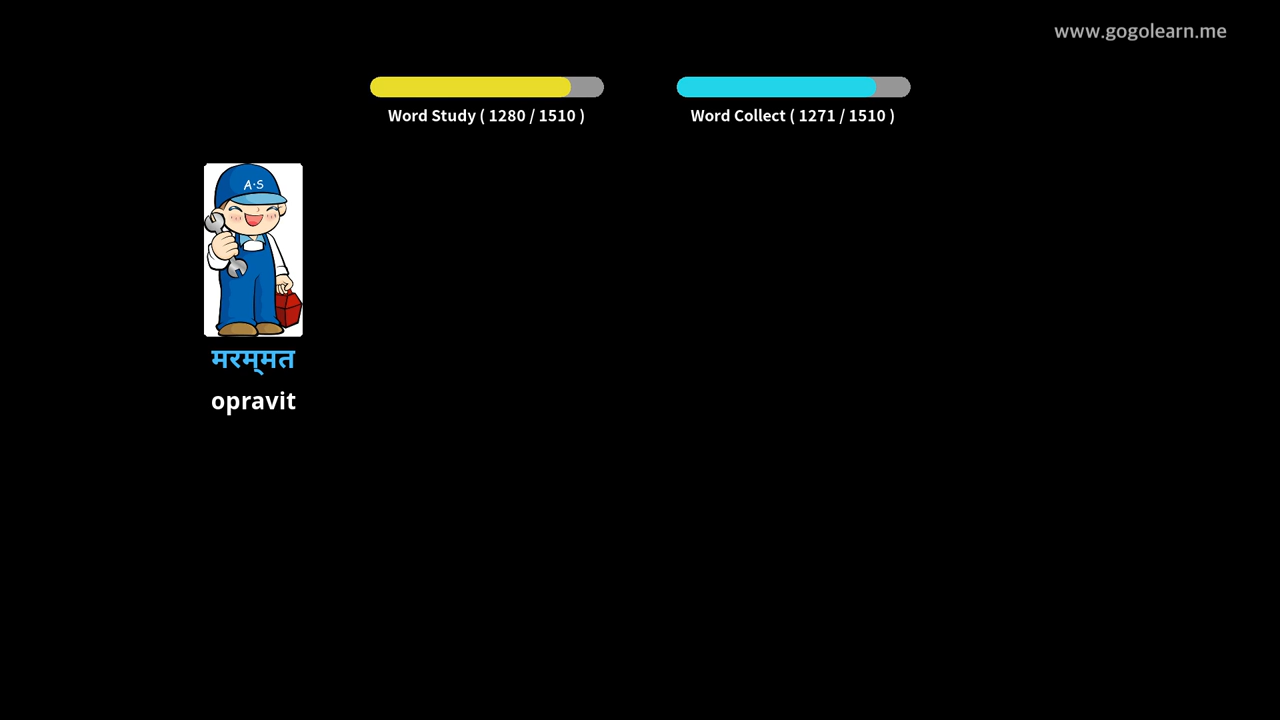 www.gogolearn.me
Word Study ( 1280 / 1510 )
Word Collect ( 1271 / 1510 )
A·S
मरम्मत
opravit